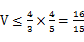 V ≤ 4/3 × 4/5 = 16/15